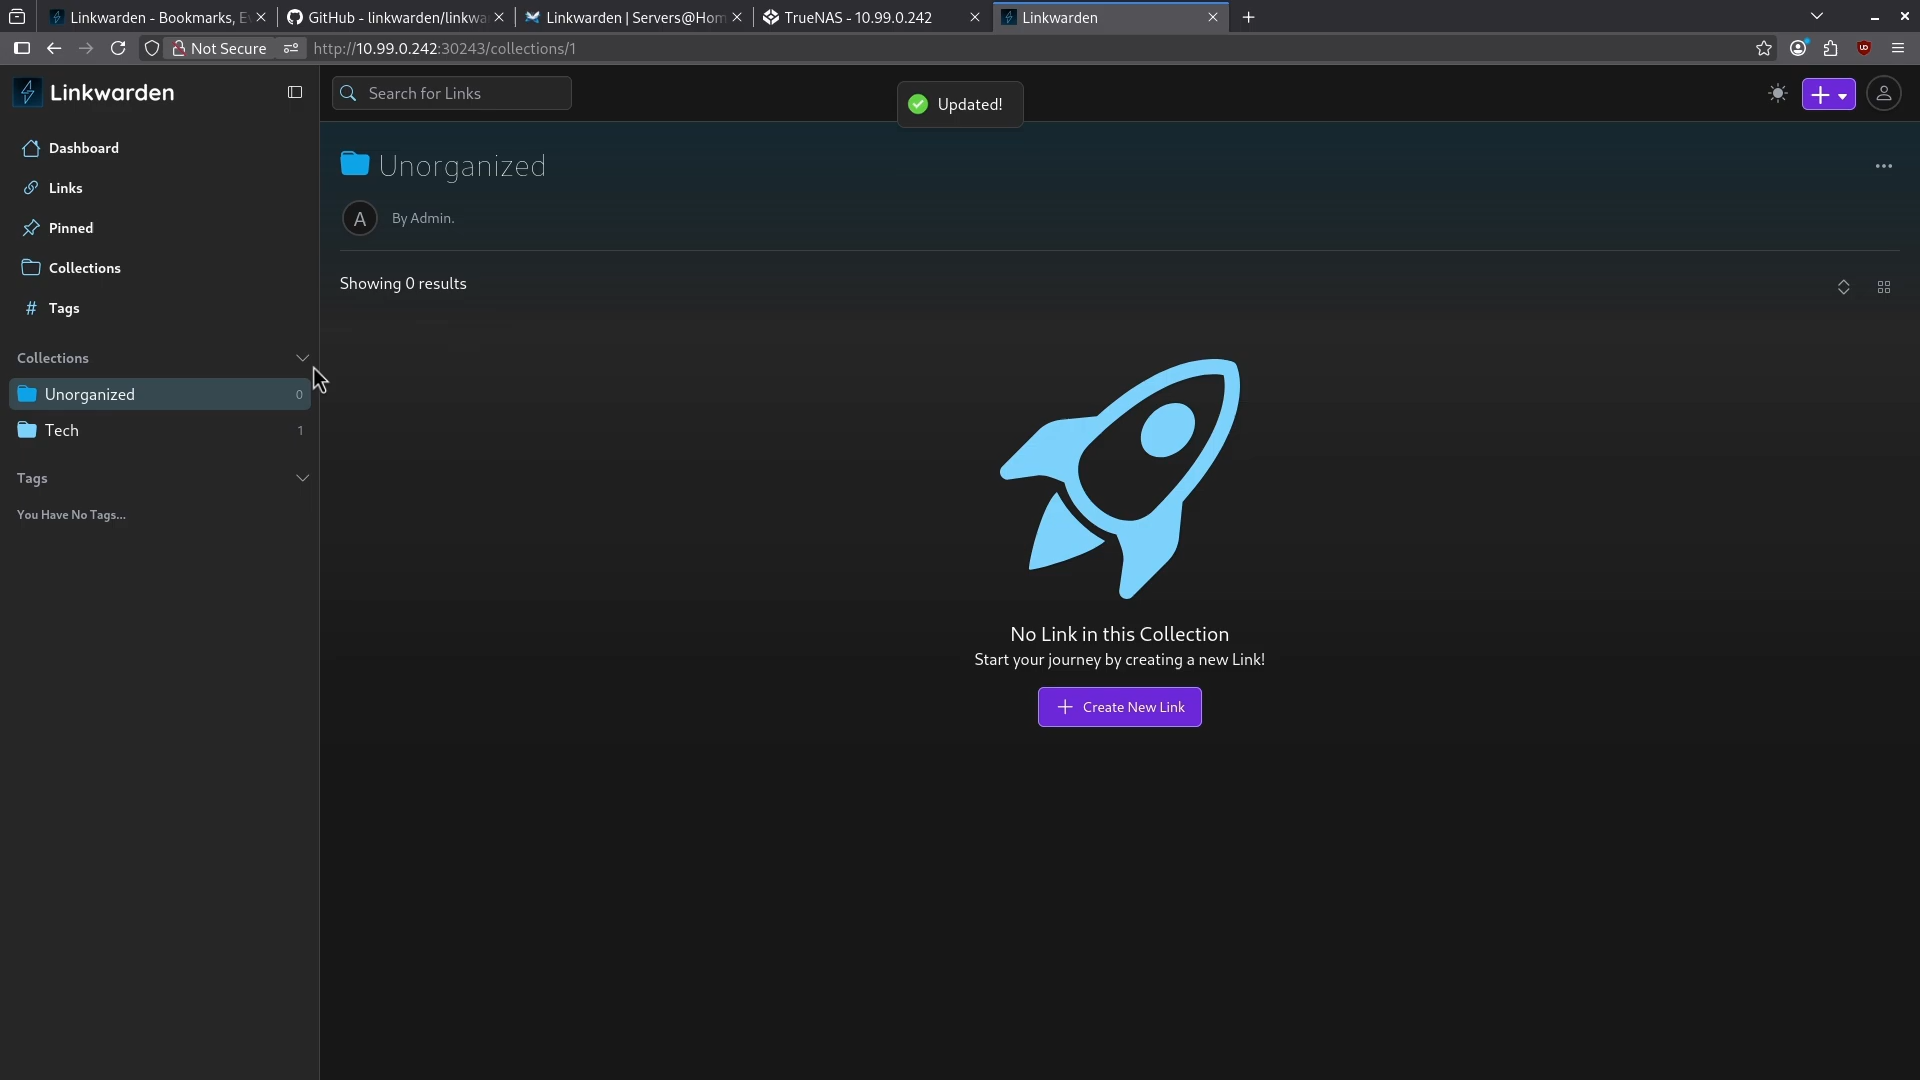 Linkwarden - Bookmarks, Ev
GitHub - linkwarden/linkwa
Linkwarden | Servers@Hom
TrueNAS - 10.99.0.242
Linkwarden
Not Secure
http://10.99.0.242:30243/collections/1
Linkwarden
Search for Links
Updated!
Dashboard
Links
Pinned
Collections
# Tags
Collections
Unorganized 0
Tech 1
Tags
You Have No Tags...
Unorganized
A By Admin.
Showing 0 results
No Link in this Collection
Start your journey by creating a new Link!
Create New Link